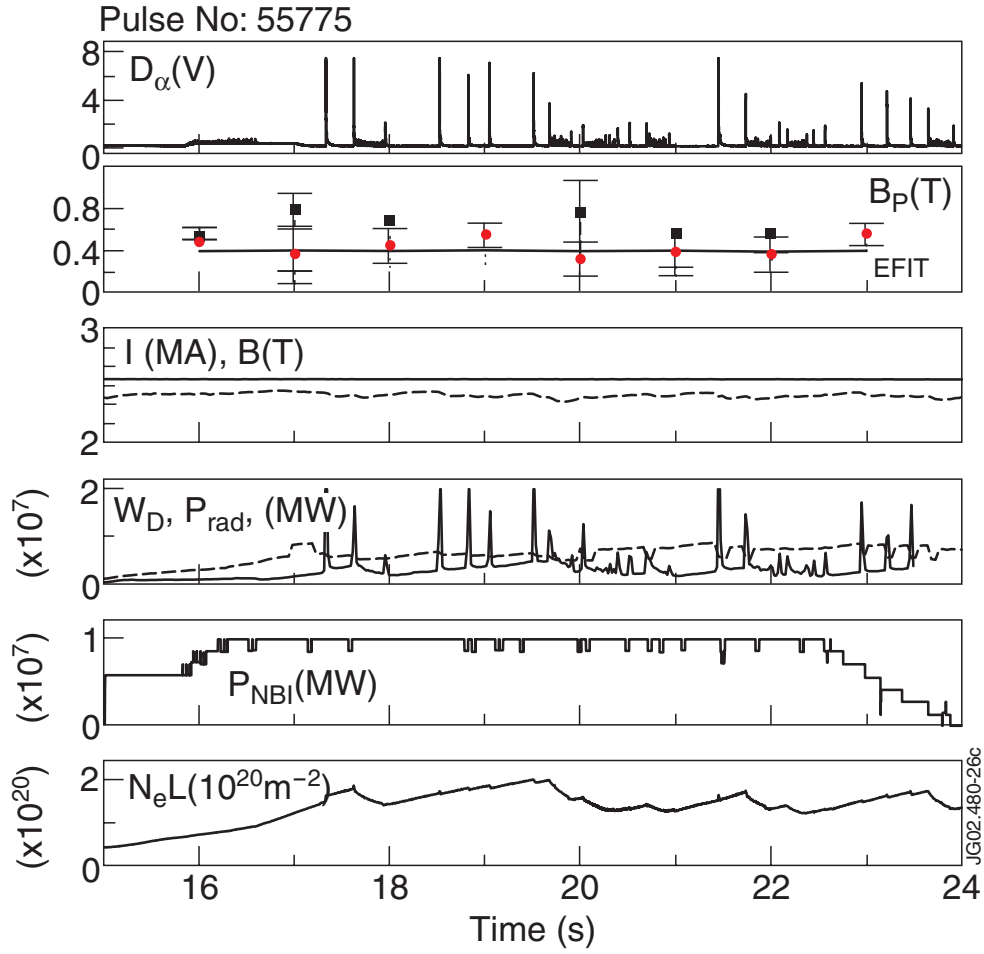 Pulse No: 55775
8
4
0
Dα(V)
0.8
0.4
0
BP(T)
EFIT
3
2
I (MA), B(T)
(x10⁷)
2
0
WD, Prad, (MW)
(x10⁷)
1
0
PNBI(MW)
(x10²⁰)
2
0
NeL(10²⁰m⁻²)
16 18 20 22 24
Time (s)
JG02.480-26c